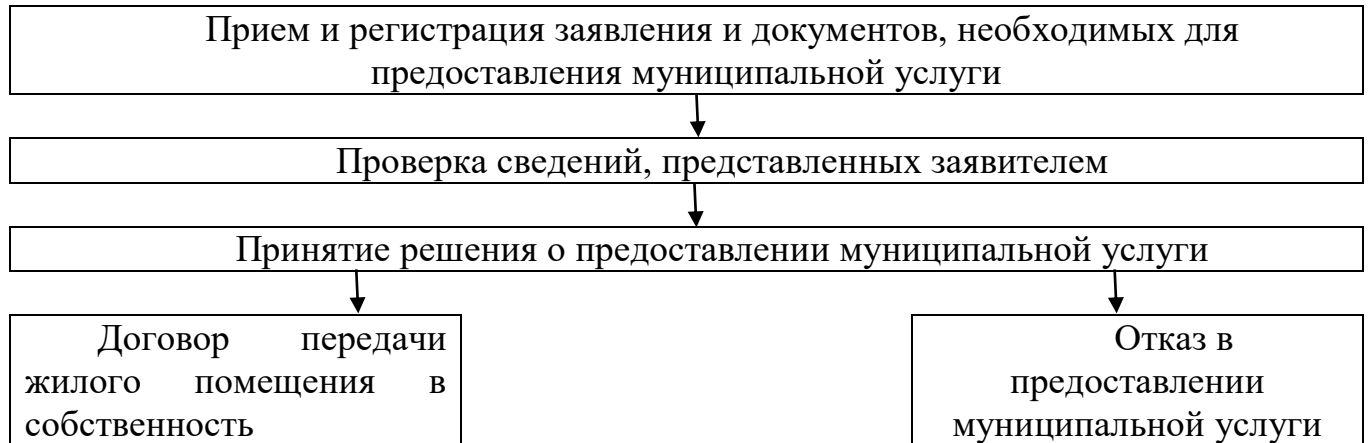 Прием и регистрация заявления и документов, необходимых для
предоставления муниципальной услуги
Проверка сведений, представленных заявителем
Принятие решения о предоставлении муниципальной услуги
Договор передачи
жилого помещения в
собственность
Отказ в
предоставлении
муниципальной услуги